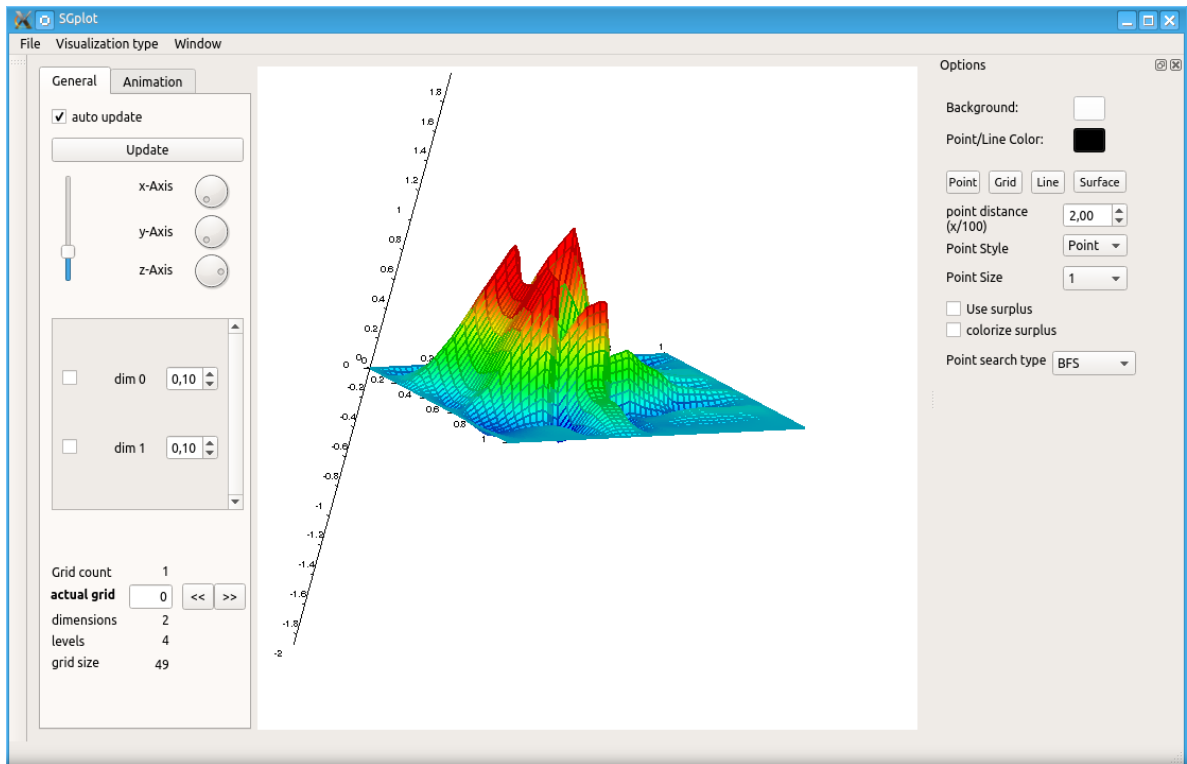 SGplot
File Visualization type Window
General Animation
auto update
Update
x-Axis
y-Axis
z-Axis
dim 0 0,10
dim 1 0,10
Grid count 1
actual grid 0 << >>
dimensions 2
levels 4
grid size 49
1.8
1.6
1.4
1.2
1
0.8
0.6
0.4
0.2
0
-0.2
-0.4
-0.6
-0.8
-1
-1.2
-1.4
-1.6
-1.8
-2
0
0.2
0.4
0.6
0.8
1
0
0.2
1
Options
Background:
Point/Line Color:
Point Grid Line Surface
point distance
(x/100) 2,00
Point Style Point
Point Size 1
Use surplus
colorize surplus
Point search type BFS